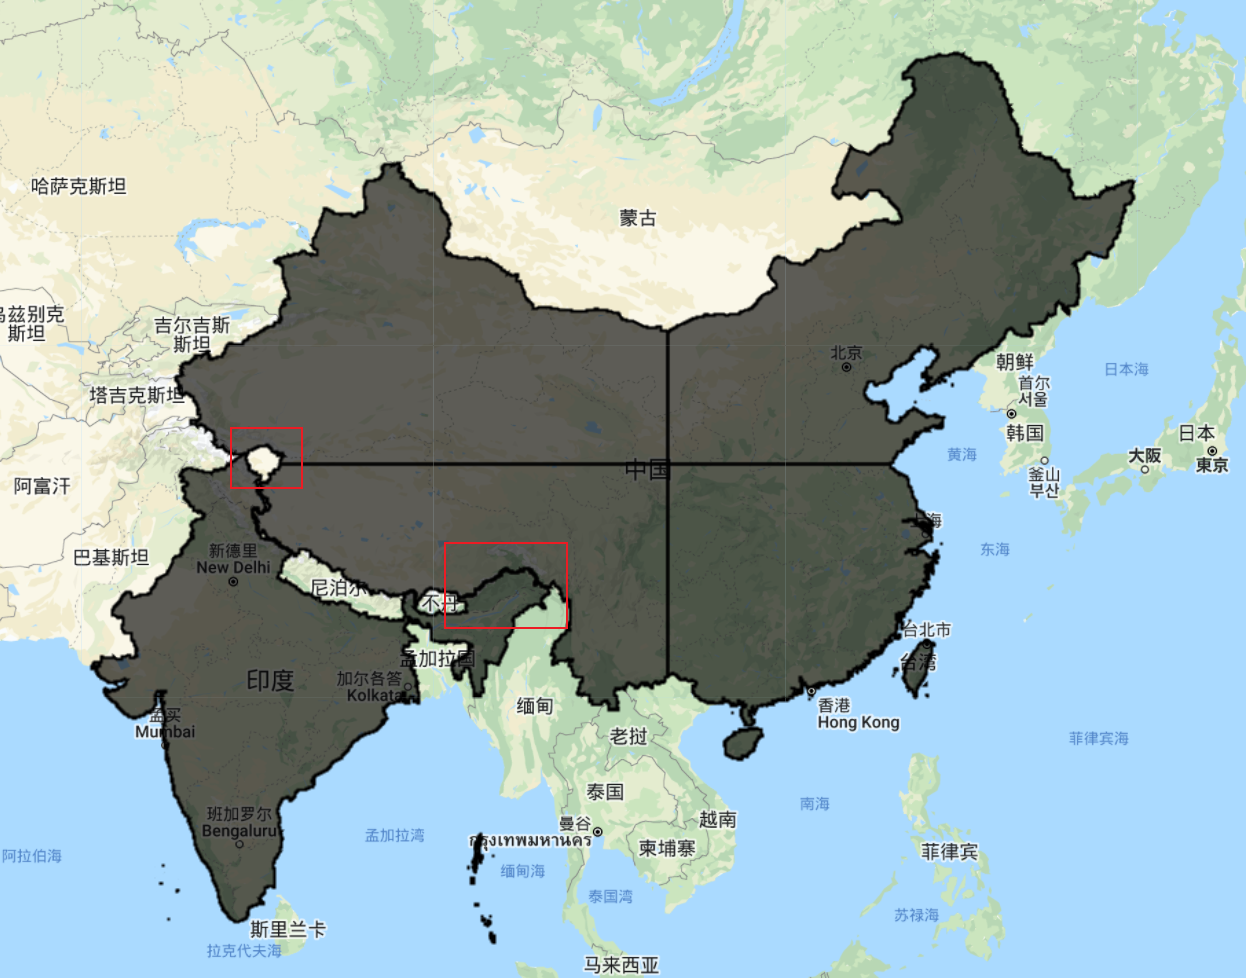 哈萨克斯坦
蒙古
乌兹别克
斯坦
吉尔吉斯
斯坦
北京
朝鲜
日本海
塔吉克斯坦
首尔
서울
韩国
日本
黄海
大阪
東京
中国
釜山
부산
阿富汗
上海
东海
巴基斯坦
新德里
New Delhi
尼泊尔
不丹
台北市
孟加拉国
台湾
印度
加尔各答
Kolkata
缅甸
香港
Hong Kong
孟买
Mumbai
老挝
菲律宾海
泰国
南海
班加罗尔
Bengaluru
曼谷
กรุงเทพมหานคร
越南
孟加拉湾
柬埔寨
菲律宾
阿拉伯海
缅甸海
泰国湾
苏禄海
斯里兰卡
拉克代夫海
马来西亚